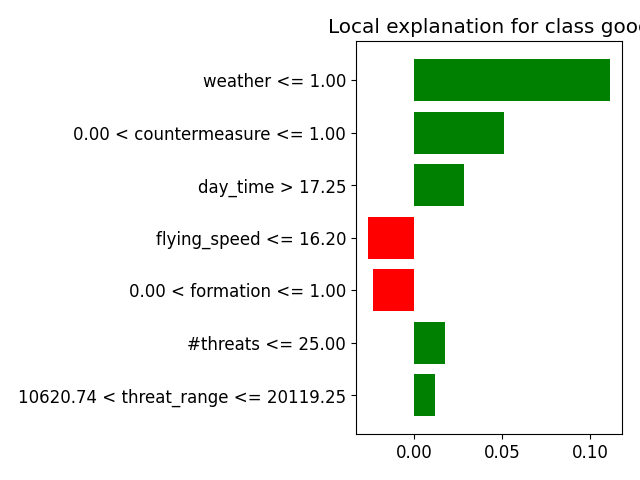 Local explanation for class good
weather <= 1.00
0.00 < countermeasure <= 1.00
day_time > 17.25
flying_speed <= 16.20
0.00 < formation <= 1.00
#threats <= 25.00
10620.74 < threat_range <= 20119.25
0.00 0.05 0.10